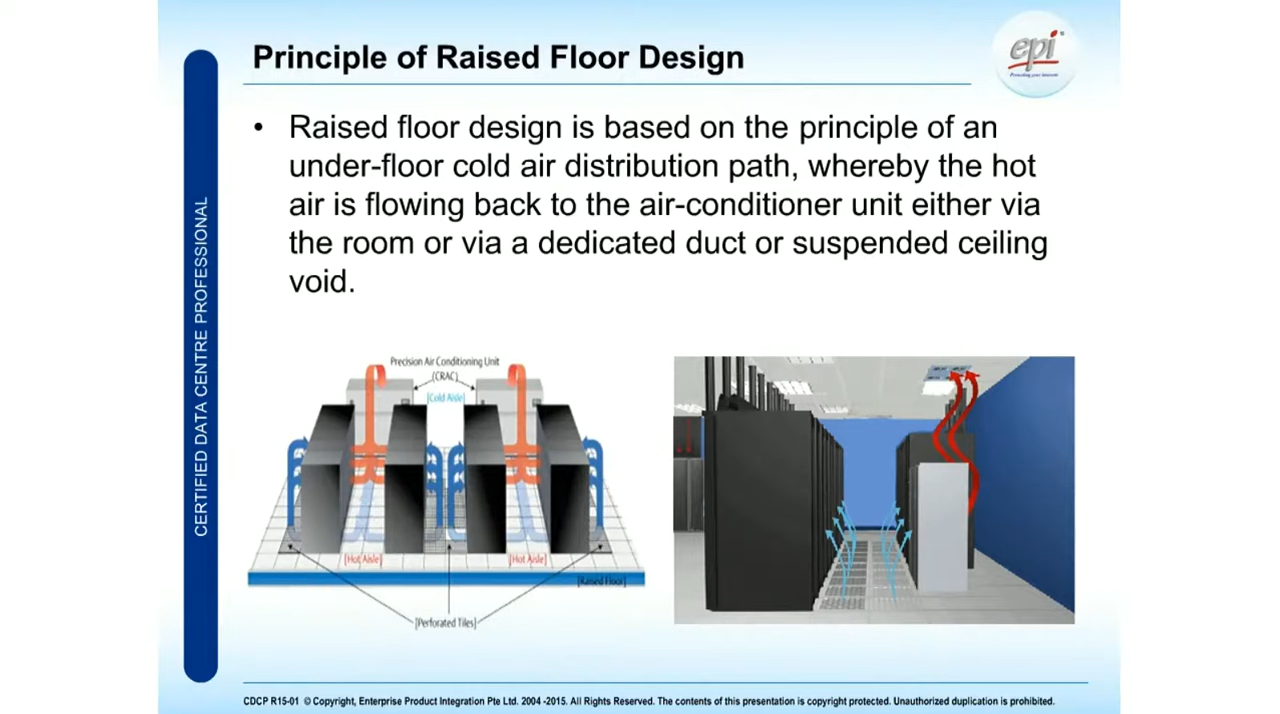 Principle of Raised Floor Design
epi
Protecting your interests
• Raised floor design is based on the principle of an
under-floor cold air distribution path, whereby the hot
air is flowing back to the air-conditioner unit either via
the room or via a dedicated duct or suspended ceiling
void.
CERTIFIED DATA CENTRE PROFESSIONAL
Precision Air Conditioning Unit
(CRAC)
[Cold Aisle]
[Hot Aisle]
[Hot Aisle]
[Raised Floor]
[Perforated Tiles]
CDCP R15-01 © Copyright, Enterprise Product Integration Pte Ltd. 2004 -2015. All Rights Reserved. The contents of this presentation is copyright protected. Unauthorized duplication is prohibited.